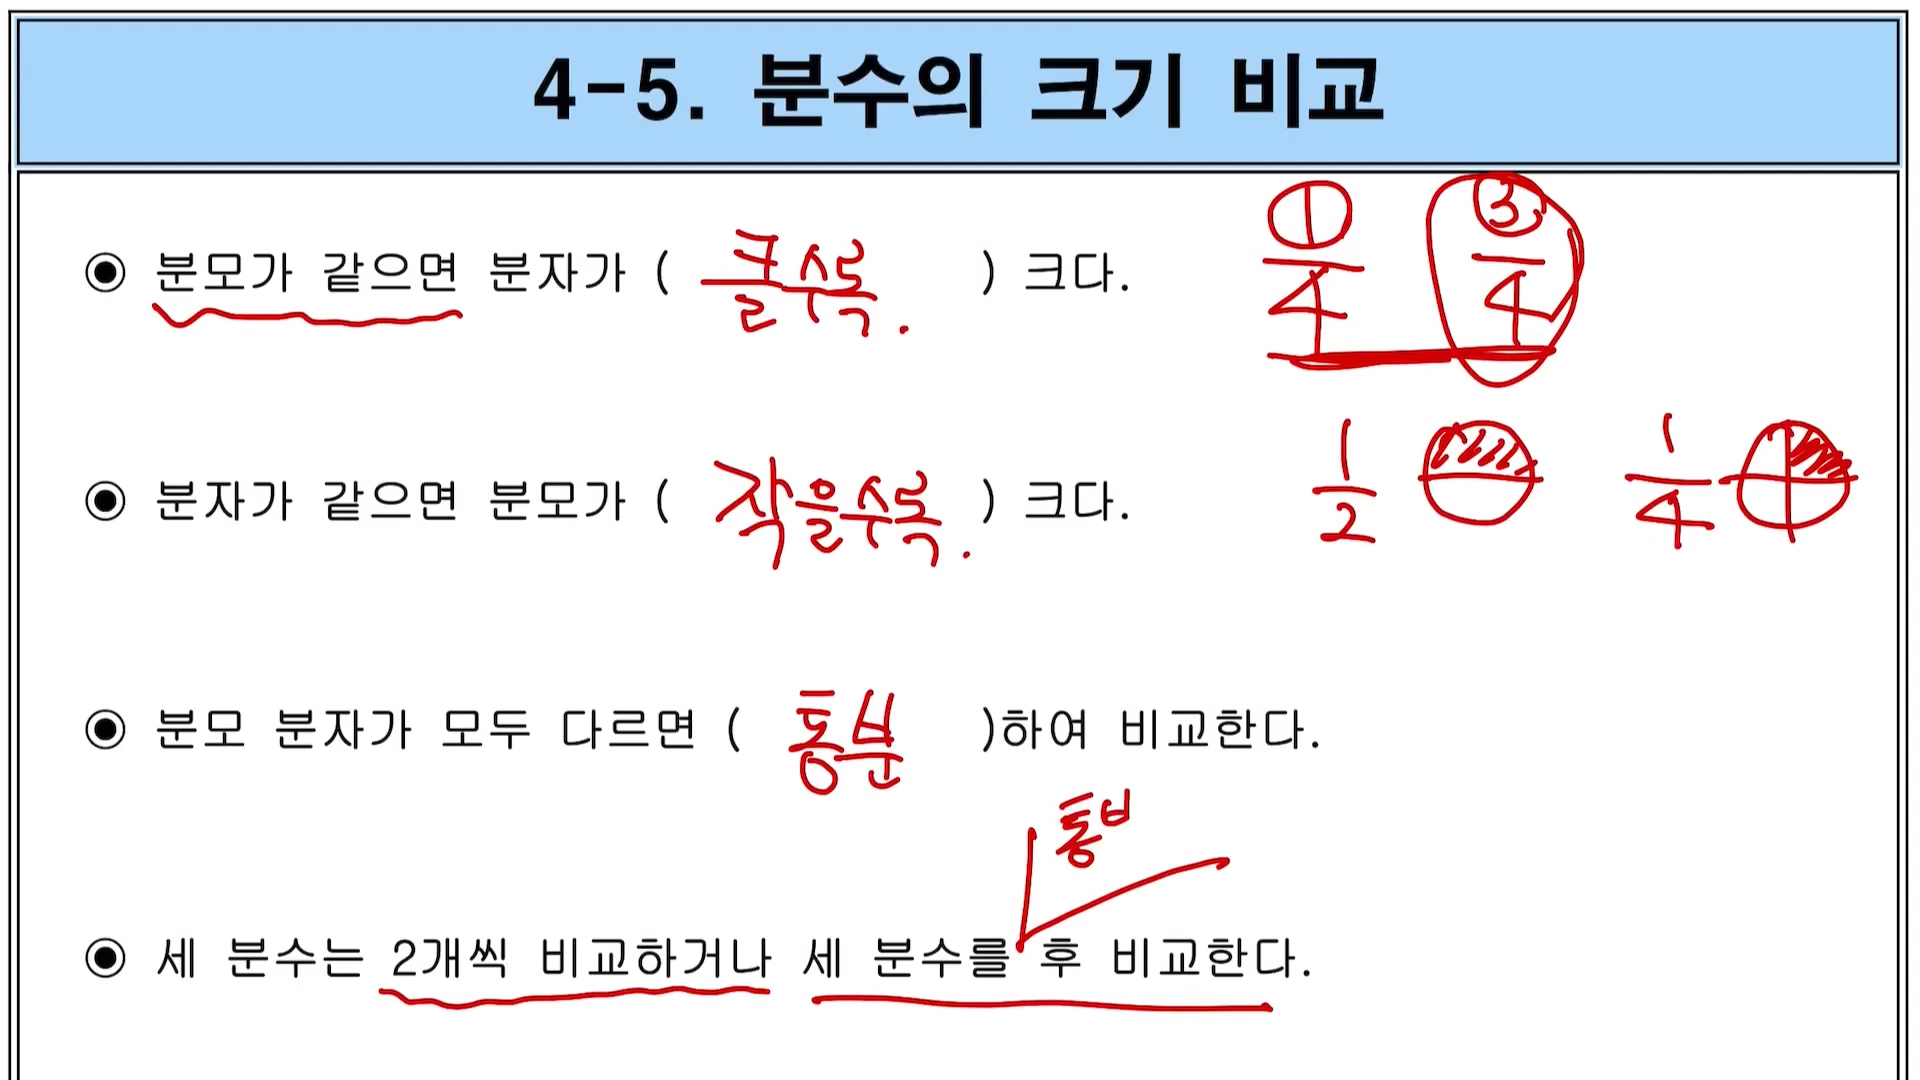 4-5. 분수의 크기 비교
◉ 분모가 같으면 분자가 ( 클수록. ) 크다. 1/4 3/4
◉ 분자가 같으면 분모가 ( 작을수록. ) 크다. 1/2 1/4
◉ 분모 분자가 모두 다르면 ( 통분 )하여 비교한다.
통ㅂ
◉ 세 분수는 2개씩 비교하거나 세 분수를 후 비교한다.